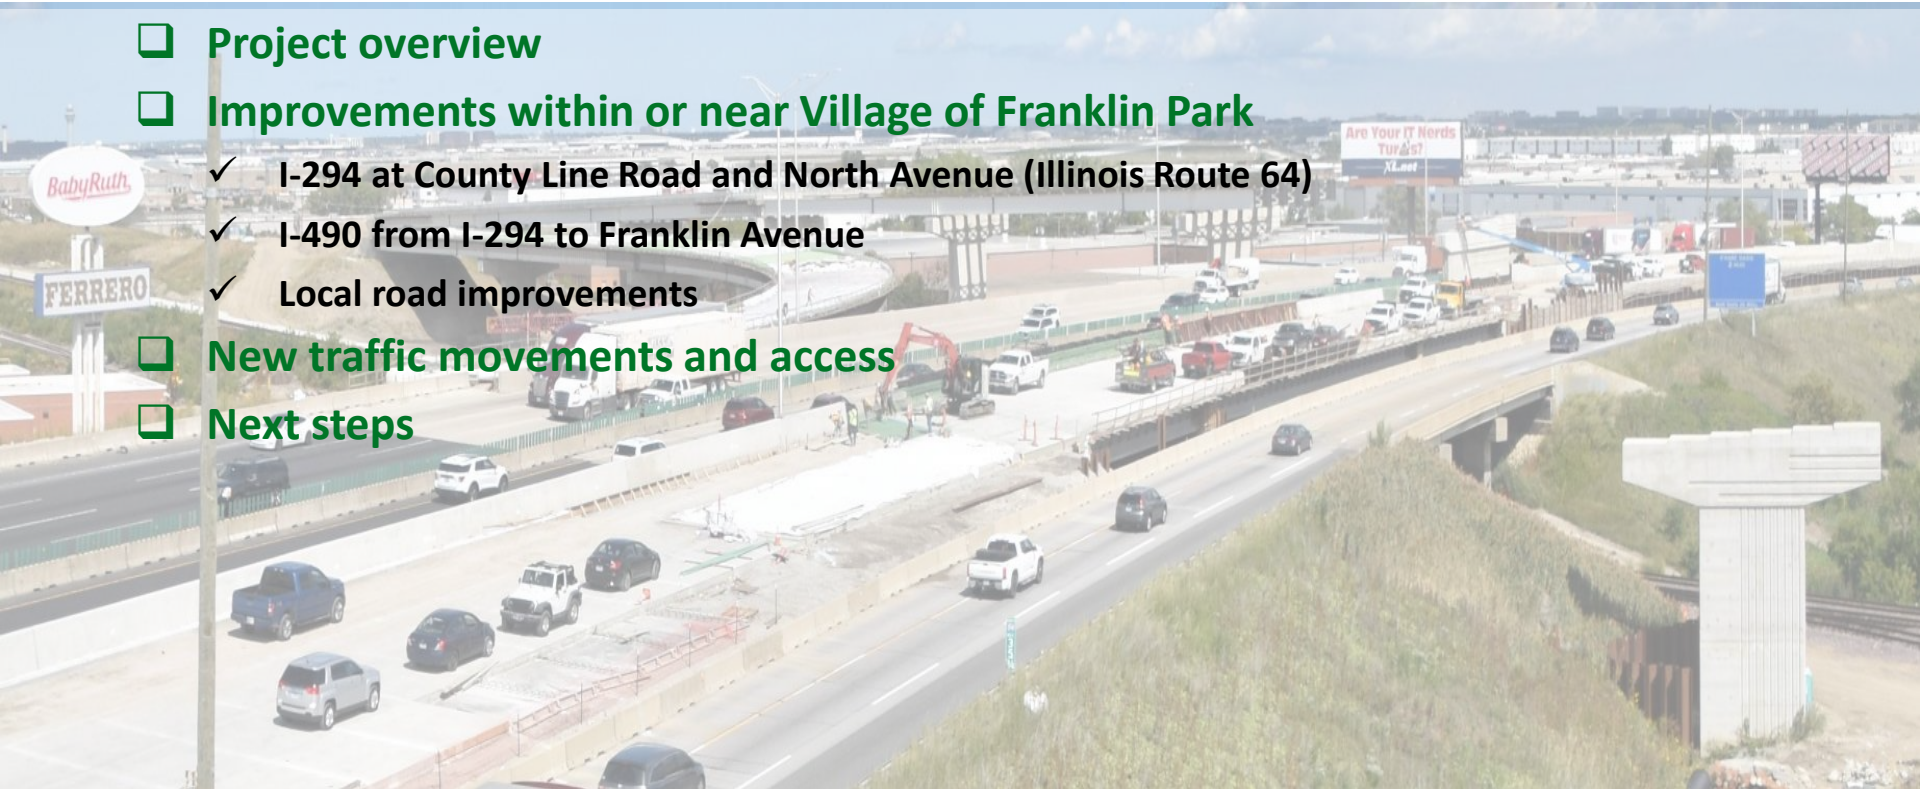 ❑ Project overview
❑ Improvements within or near Village of Franklin Park
✓ I-294 at County Line Road and North Avenue (Illinois Route 64)
✓ I-490 from I-294 to Franklin Avenue
✓ Local road improvements
❑ New traffic movements and access
❑ Next steps
BabyRuth
FERRERO
Are Your IT Nerds
XL.net